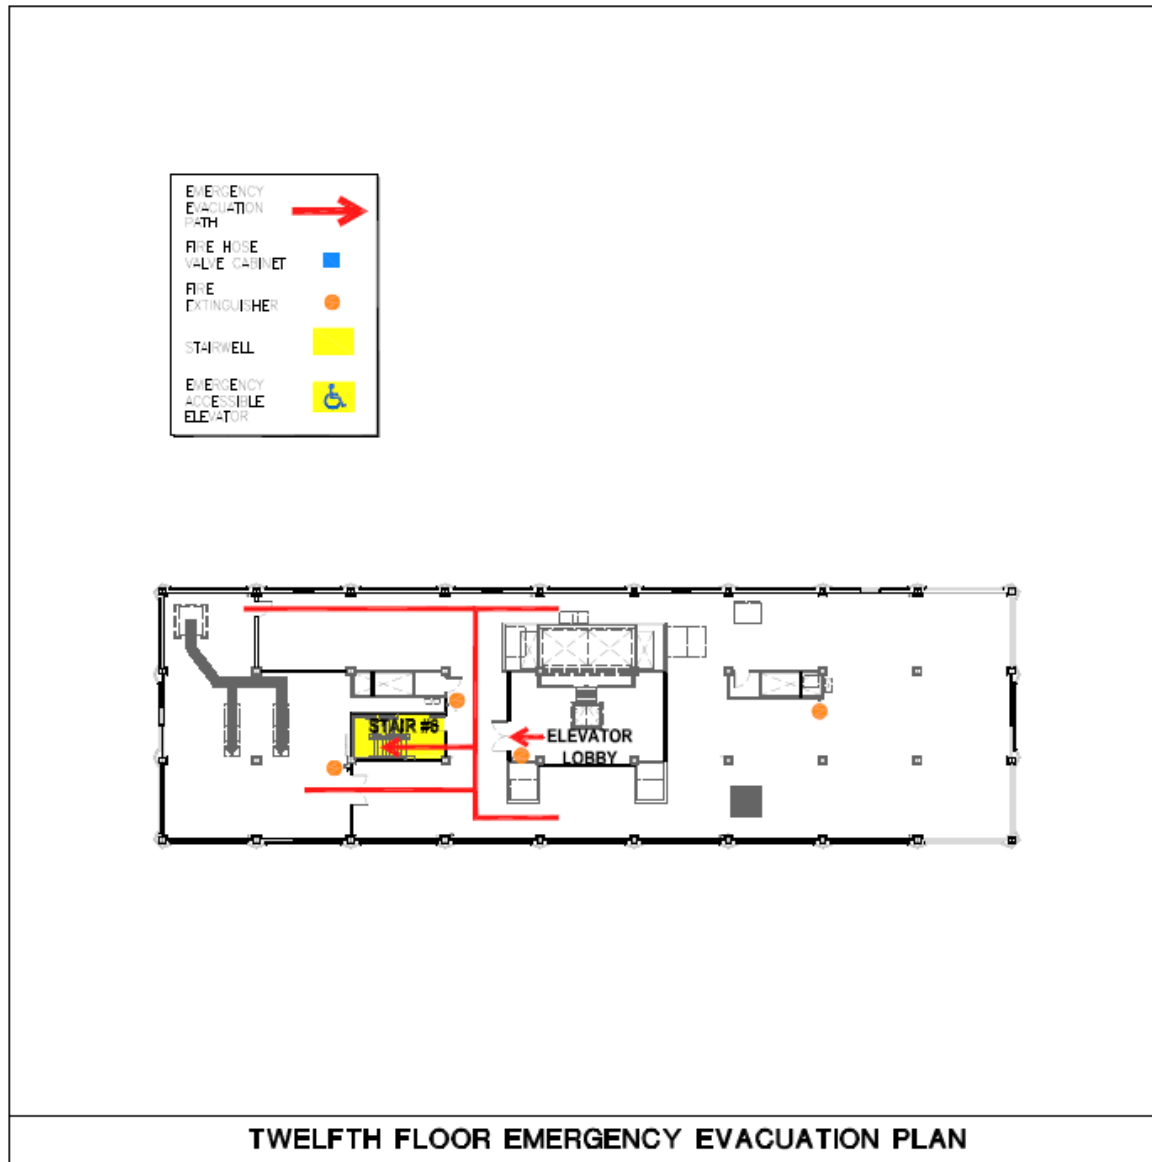 EMERGENCY
EVACUATION
PATH
FIRE HOSE
VALVE CABINET
FIRE
EXTINGUISHER
STAIRWELL
EMERGENCY
ACCESSIBLE
ELEVATOR
STAIR #6
ELEVATOR
LOBBY
TWELFTH FLOOR EMERGENCY EVACUATION PLAN